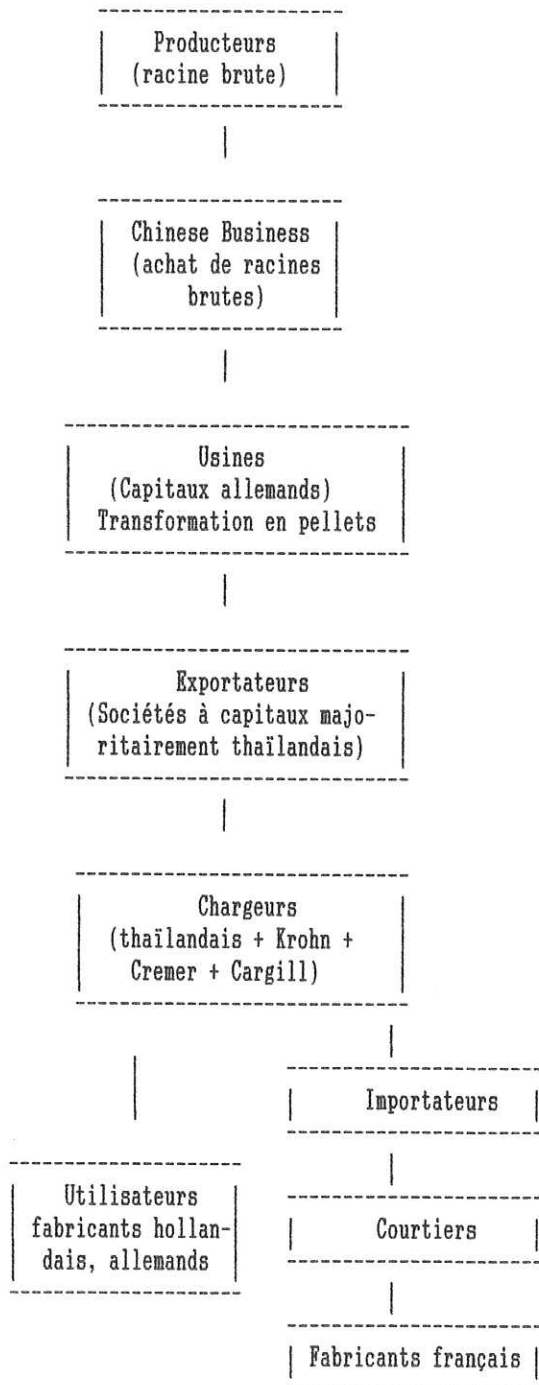 Producteurs
(racine brute)
Chinese Business
(achat de racines
brutes)
Usines
(Capitaux allemands)
Transformation en pellets
Exportateurs
(Sociétés à capitaux majo-
ritairement thaïlandais)
Chargeurs
(thaïlandais + Krohn +
Cremer + Cargill)
Utilisateurs
fabricants hollan-
dais, allemands
Importateurs
Courtiers
Fabricants français